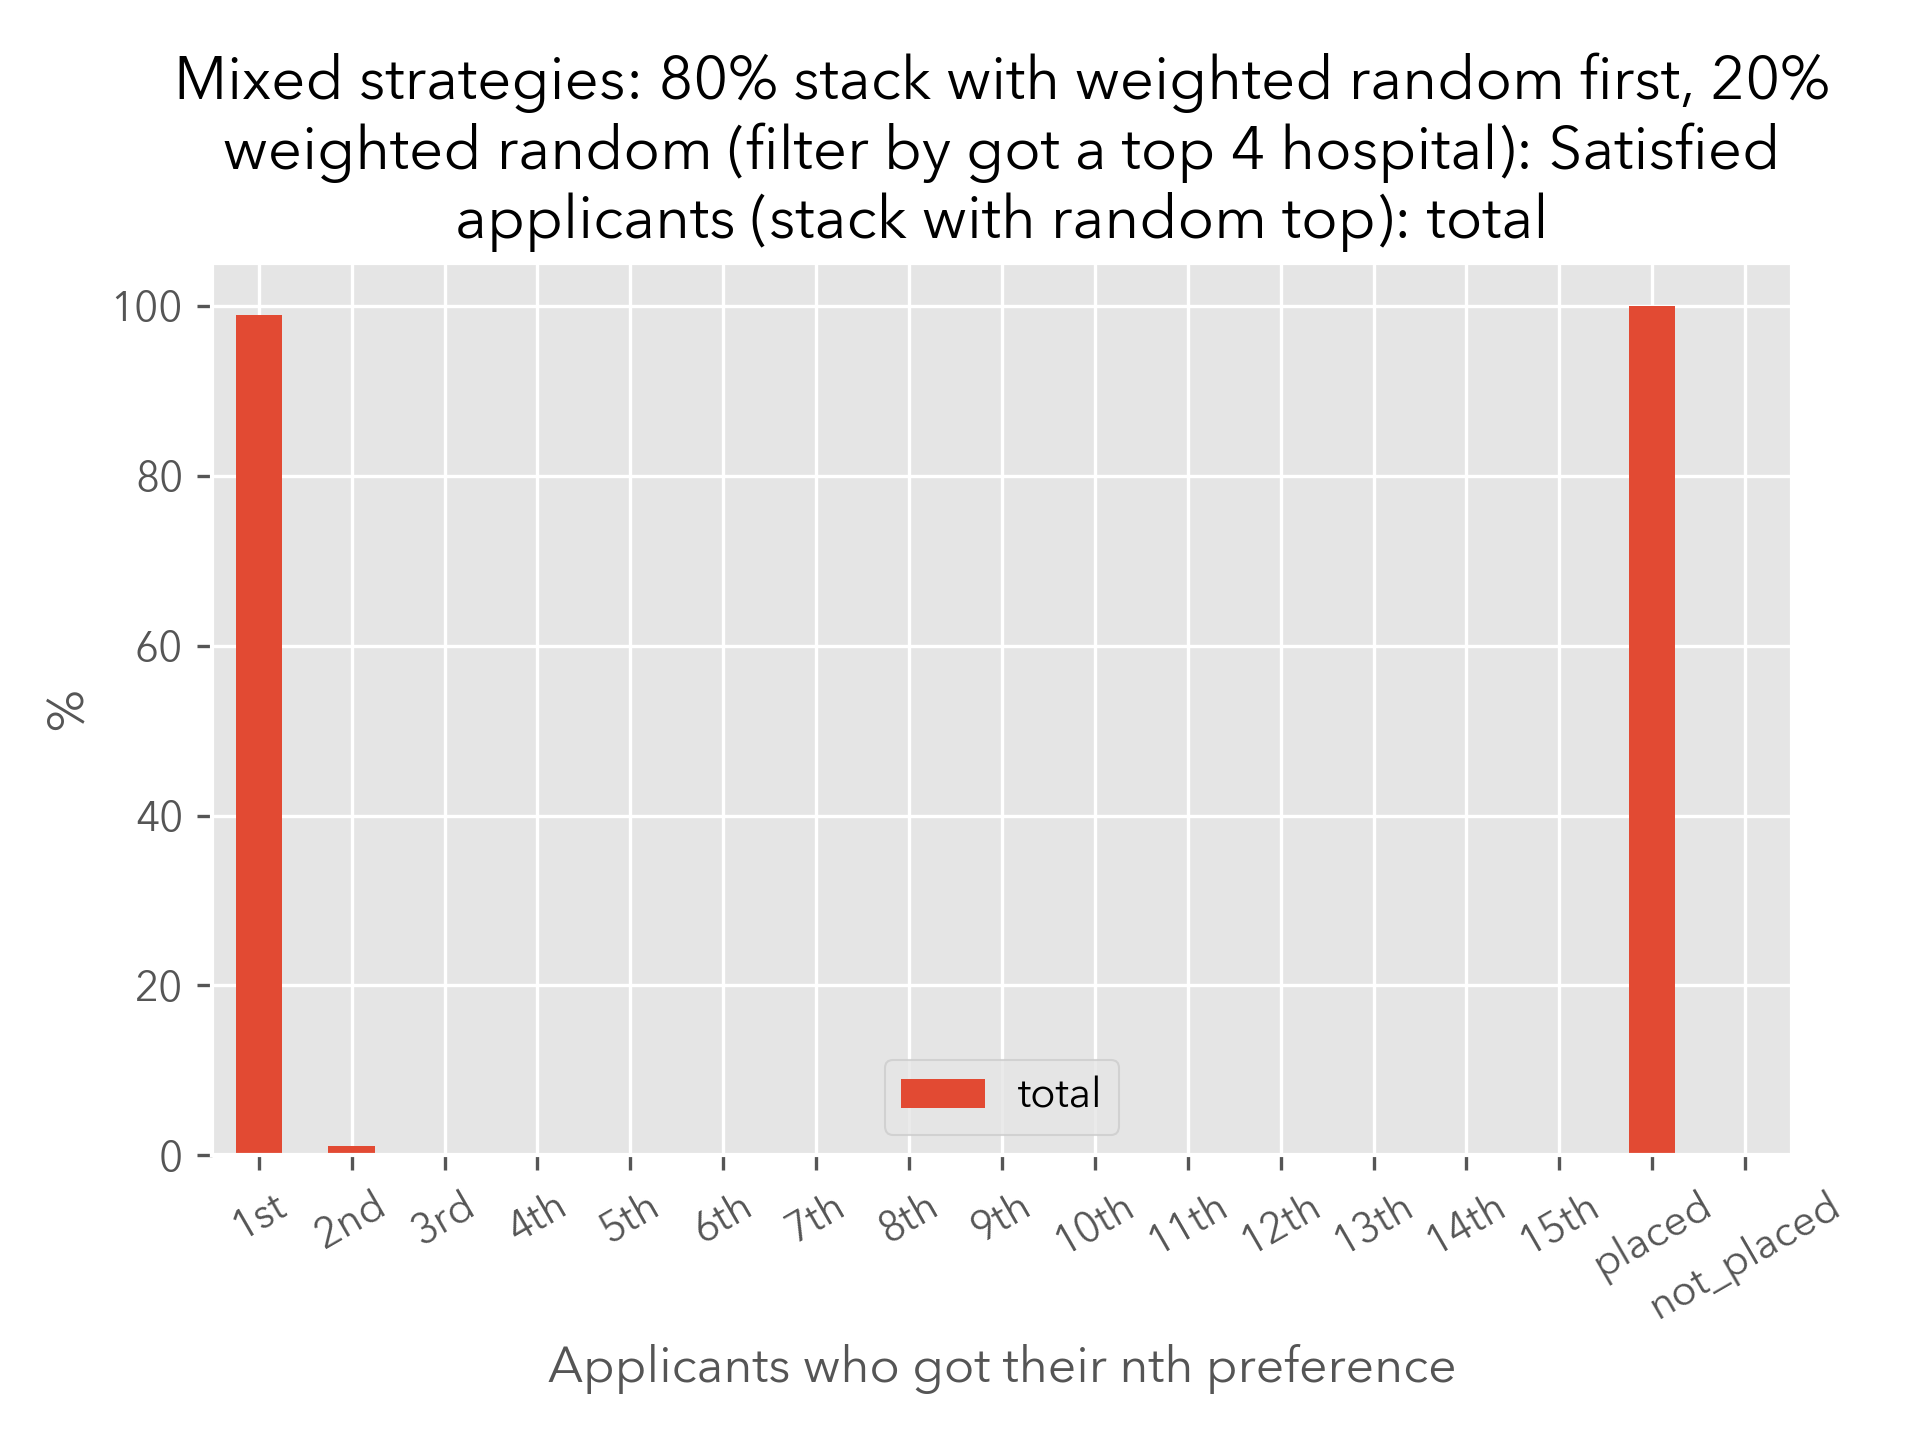 Mixed strategies: 80% stack with weighted random first, 20%
weighted random (filter by got a top 4 hospital): Satisfied
applicants (stack with random top): total
100
80
60
40
20
0
%
total
1st
2nd
3rd
4th
5th
6th
7th
8th
9th
10th
11th
12th
13th
14th
15th
placed
not_placed
Applicants who got their nth preference